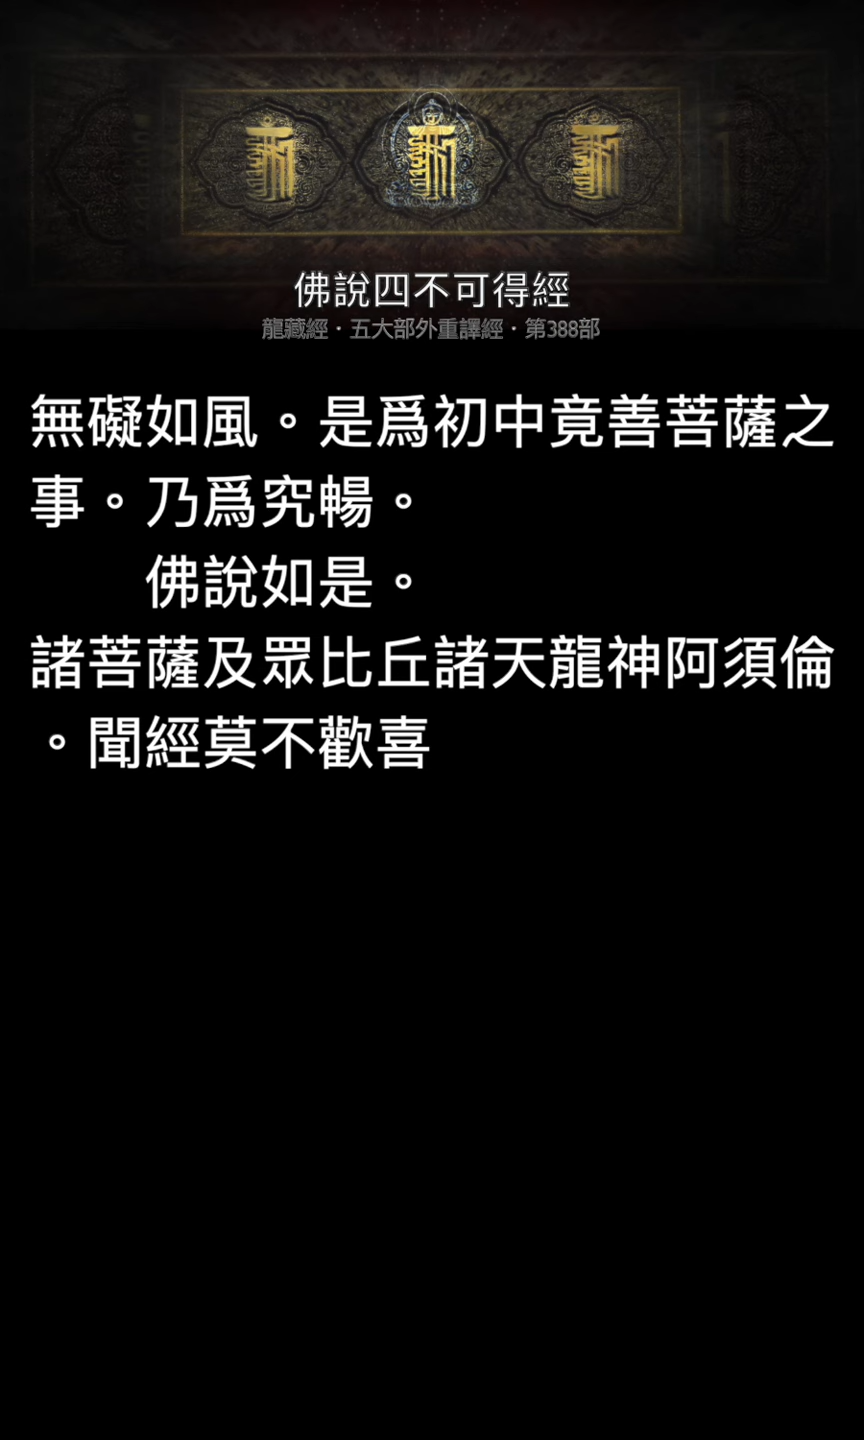 佛說四不可得經
龍藏經・五大部外重譯經・第388部
無礙如風。是爲初中竟善菩薩之
事。乃爲究暢。
佛說如是。
諸菩薩及眾比丘諸天龍神阿須倫
。聞經莫不歡喜